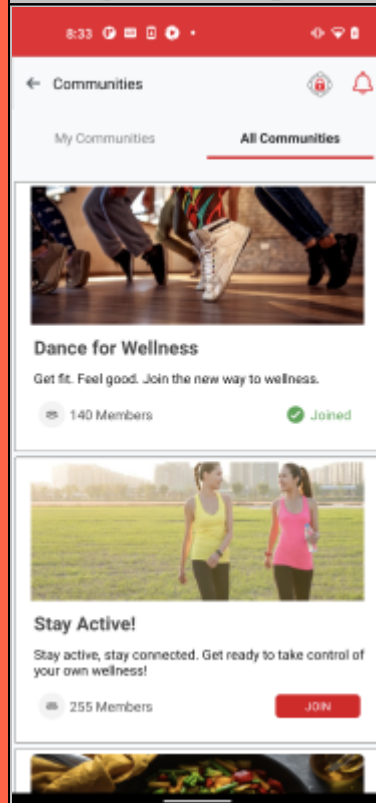 8:33
Communities
My Communities
All Communities
Dance for Wellness
Get fit. Feel good. Join the new way to wellness.
140 Members
Joined
Stay Active!
Stay active, stay connected. Get ready to take control of
your own wellness!
255 Members
JOIN